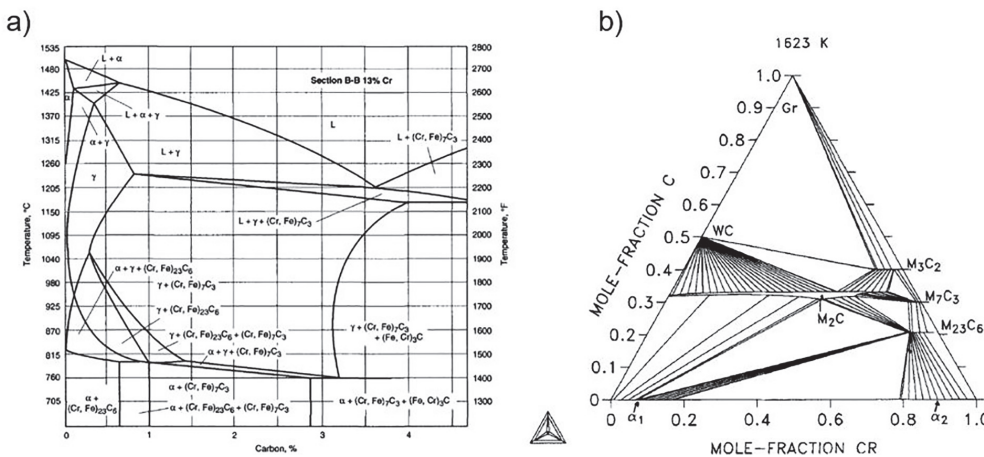 a)
Section B-B 13% Cr
L + α
α
L + α + γ
α + γ
L + γ
L
L + (Cr, Fe)7C3
γ
L + γ + (Cr, Fe)7C3
α + γ + (Cr, Fe)23C6
γ + (Cr, Fe)7C3
γ + (Cr, Fe)23C6
γ + (Cr, Fe)23C6 + (Cr, Fe)7C3
α + γ + (Cr, Fe)7C3
γ + (Cr, Fe)7C3
+ (Fe, Cr)3C
α +
(Cr, Fe)23C6
α + (Cr, Fe)7C3
α + (Cr, Fe)23C6 + (Cr, Fe)7C3
α + (Cr, Fe)7C3 + (Fe, Cr)3C
Temperature, °C
1535
1480
1425
1370
1315
1260
1205
1150
1095
1040
980
925
870
815
760
705
2800
2700
2600
2500
2400
2300
2200
2100
2000
1900
1800
1700
1600
1500
1400
1300
Temperature, °F
0
1
2
3
4
Carbon, %
b)
1623 K
1.0
0.9
Gr
0.8
0.7
0.6
0.5
WC
0.4
M3C2
0.3
M7C3
M2C
0.2
M23C6
0.1
0
MOLE-FRACTION C
0
α1
0.2
0.4
0.6
0.8
α2
1.0
MOLE-FRACTION CR